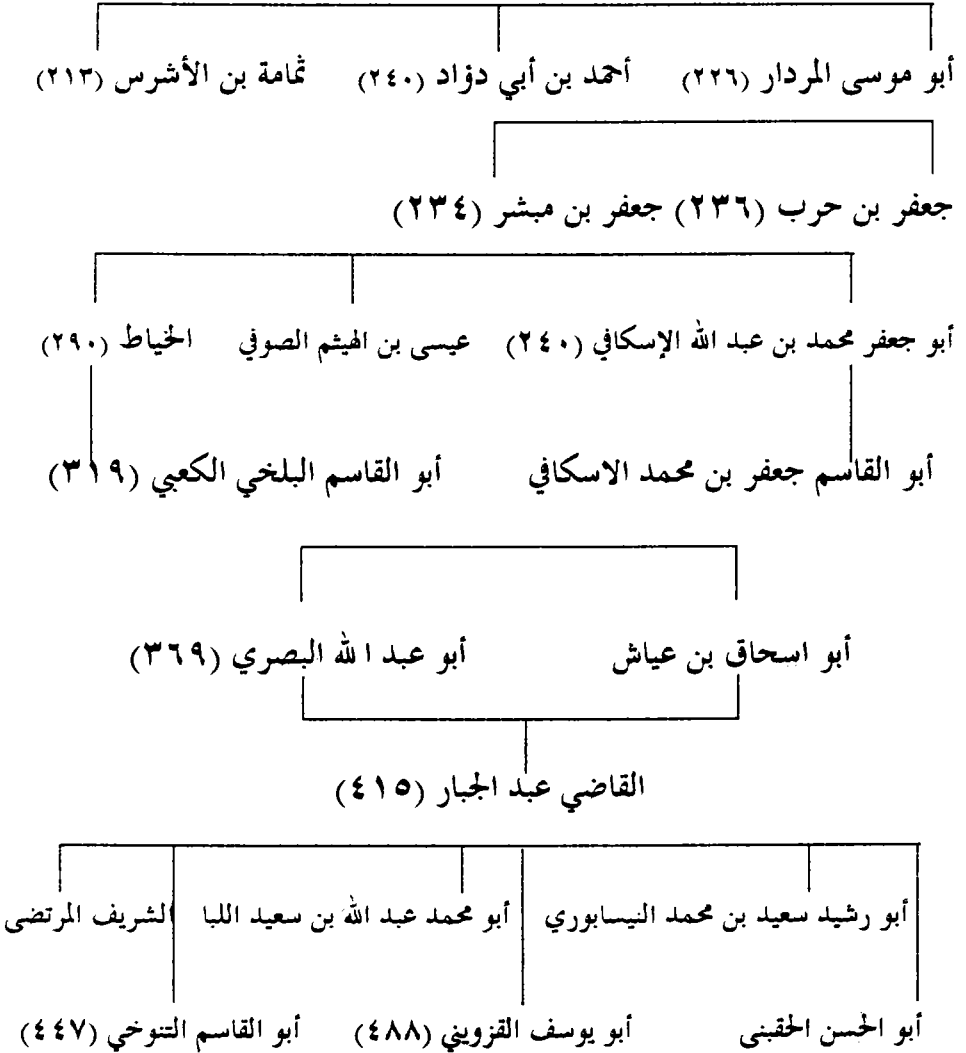 أبو موسى المردار (٢٢٦) أحمد بن أبي دؤاد (٢٤٠) ثمامة بن الأشرس (٢١٣)
جعفر بن حرب (٢٣٦) جعفر بن مبشر (٢٣٤)
أبو جعفر محمد بن عبد الله الإسكافي (٢٤٠) عيسى بن الهيثم الصوفي الخياط (٢٩٠)
أبو القاسم جعفر بن محمد الاسكافي أبو القاسم البلخي الكعبي (٣١٩)
أبو اسحاق بن عياش أبو عبد الله البصري (٣٦٩)
القاضي عبد الجبار (٤١٥)
أبو رشيد سعيد بن محمد النيسابوري أبو محمد عبد الله بن سعيد اللبا الشريف المرتضى
أبو الحسن الحقبنى أبو يوسف القزويني (٤٨٨) أبو القاسم التنوخي (٤٤٧)